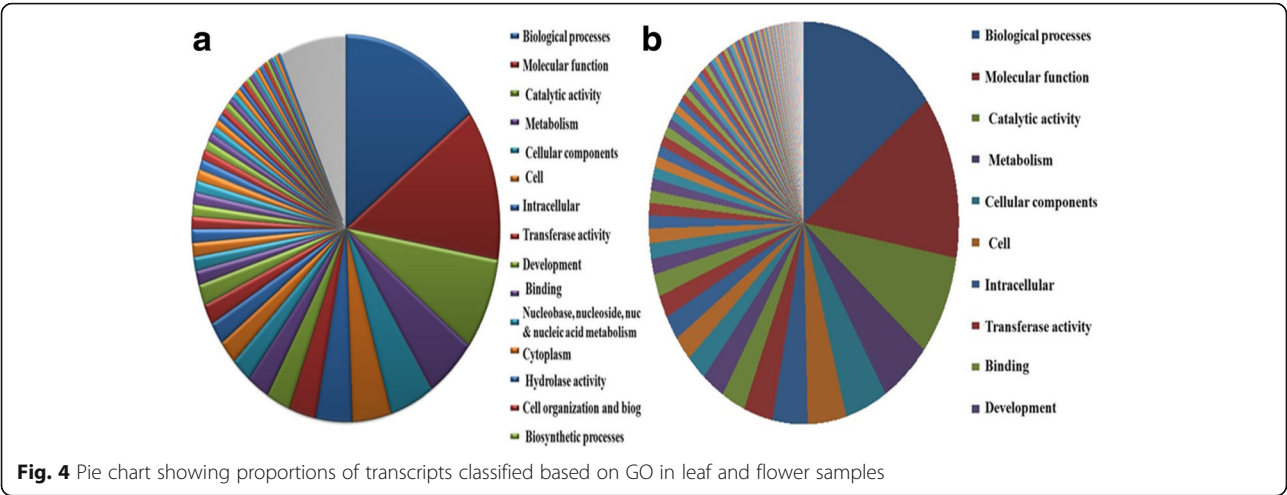 a
Biological processes
Molecular function
Catalytic activity
Metabolism
Cellular components
Cell
Intracellular
Transferase activity
Development
Binding
Nucleobase, nucleoside, nuc
& nucleic acid metabolism
Cytoplasm
Hydrolase activity
Cell organization and biog
Biosynthetic processes
b
Biological processes
Molecular function
Catalytic activity
Metabolism
Cellular components
Cell
Intracellular
Transferase activity
Binding
Development
Fig. 4 Pie chart showing proportions of transcripts classified based on GO in leaf and flower samples